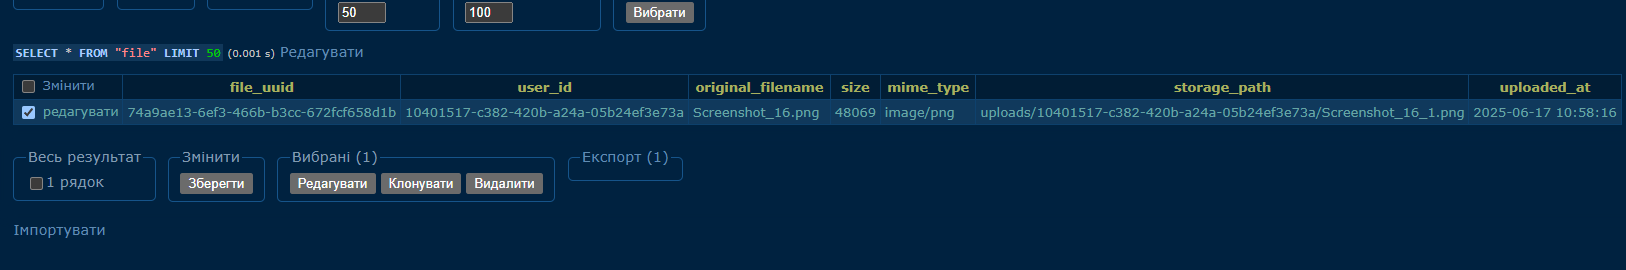 50 100 Вибрати
SELECT * FROM "file" LIMIT 50 (0.001 s) Редагувати
Змінити file_uuid user_id original_filename size mime_type storage_path uploaded_at
редагувати 74a9ae13-6ef3-466b-b3cc-672fcf658d1b 10401517-c382-420b-a24a-05b24ef3e73a Screenshot_16.png 48069 image/png uploads/10401517-c382-420b-a24a-05b24ef3e73a/Screenshot_16_1.png 2025-06-17 10:58:16
Весь результат Змінити Вибрані (1) Експорт (1)
1 рядок Зберегти Редагувати Клонувати Видалити
Імпортувати